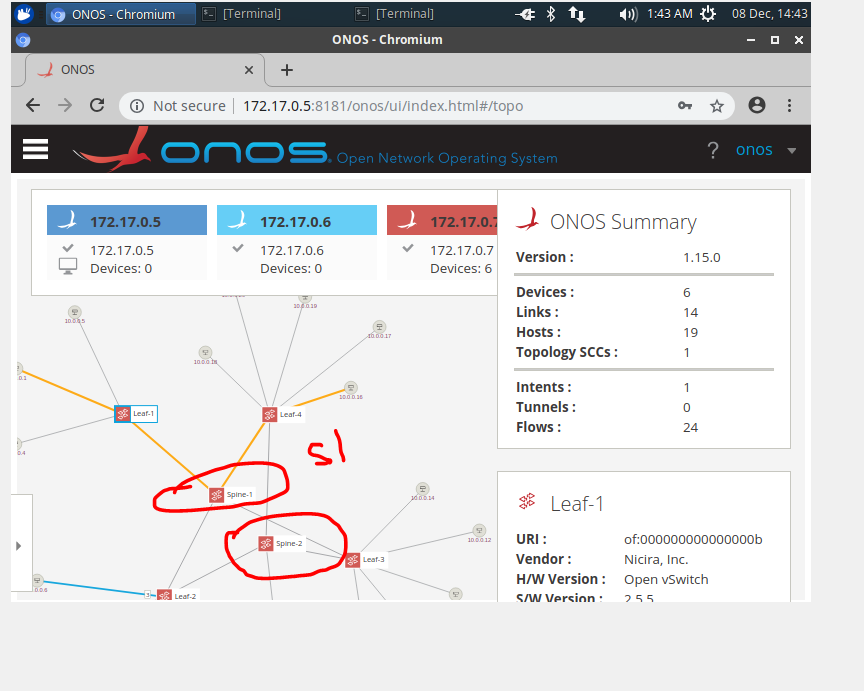 ONOS - Chromium
[Terminal]
[Terminal]
1:43 AM
08 Dec, 14:43
ONOS - Chromium
ONOS
Not secure
172.17.0.5:8181/onos/ui/index.html#/topo
onos
Open Network Operating System
?
onos
172.17.0.5
172.17.0.5
Devices: 0
172.17.0.6
172.17.0.6
Devices: 0
172.17.0.7
172.17.0.7
Devices: 6
ONOS Summary
Version : 1.15.0
Devices : 6
Links : 14
Hosts : 19
Topology SCCs : 1
Intents : 1
Tunnels : 0
Flows : 24
10.0.0.5
10.0.0.19
10.0.0.17
10.0.0.18
.0.1
10.0.0.16
Leaf-1
Leaf-4
0.4
s1
Spine-1
10.0.0.14
Spine-2
10.0.0.12
Leaf-3
0.0.6
Leaf-2
Leaf-1
URI : of:000000000000000b
Vendor : Nicira, Inc.
H/W Version : Open vSwitch
S/W Version : 2.5.5